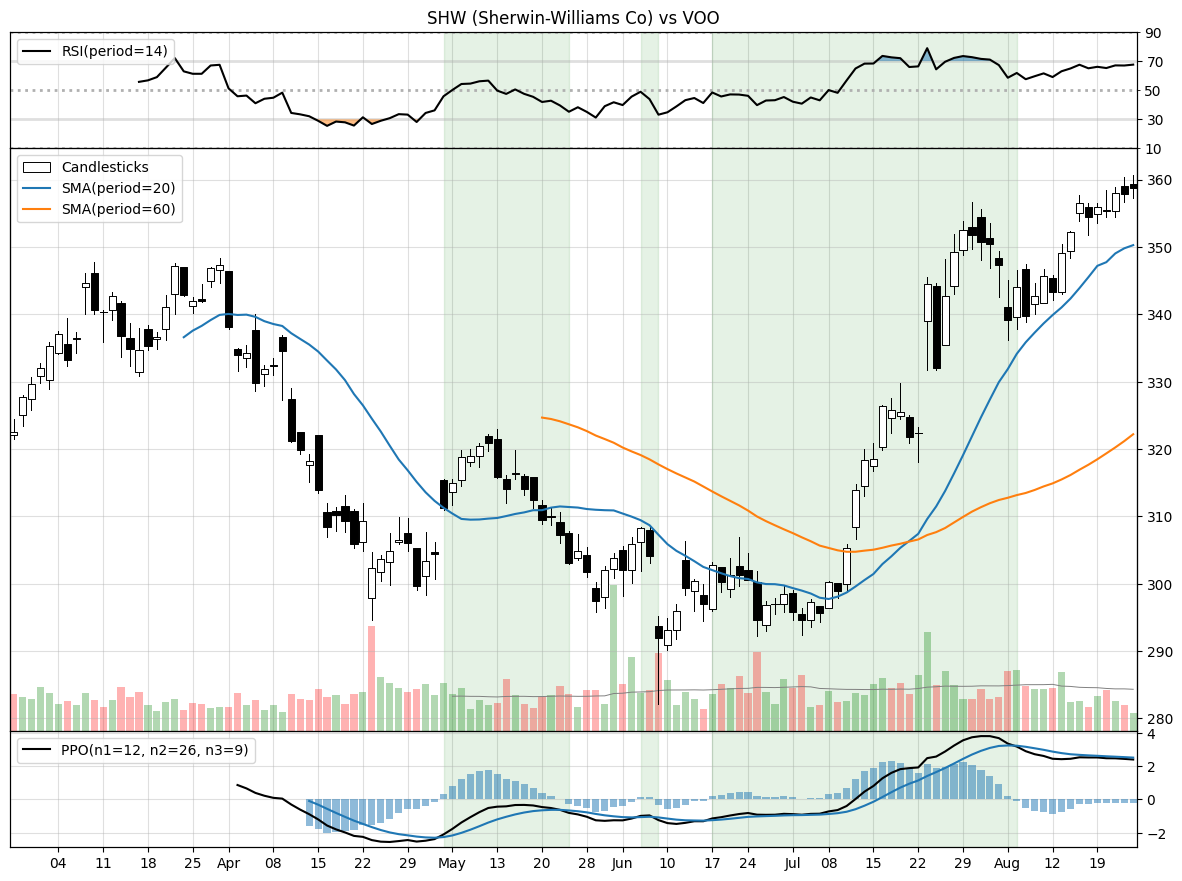 SHW (Sherwin-Williams Co) vs VOO
RSI(period=14)
90
70
50
30
10
Candlesticks
SMA(period=20)
SMA(period=60)
360
350
340
330
320
310
300
290
280
PPO(n1=12, n2=26, n3=9)
4
2
0
−2
04 11 18 25 Apr 08 15 22 29 May 13 20 28 Jun 10 17 24 Jul 08 15 22 29 Aug 12 19